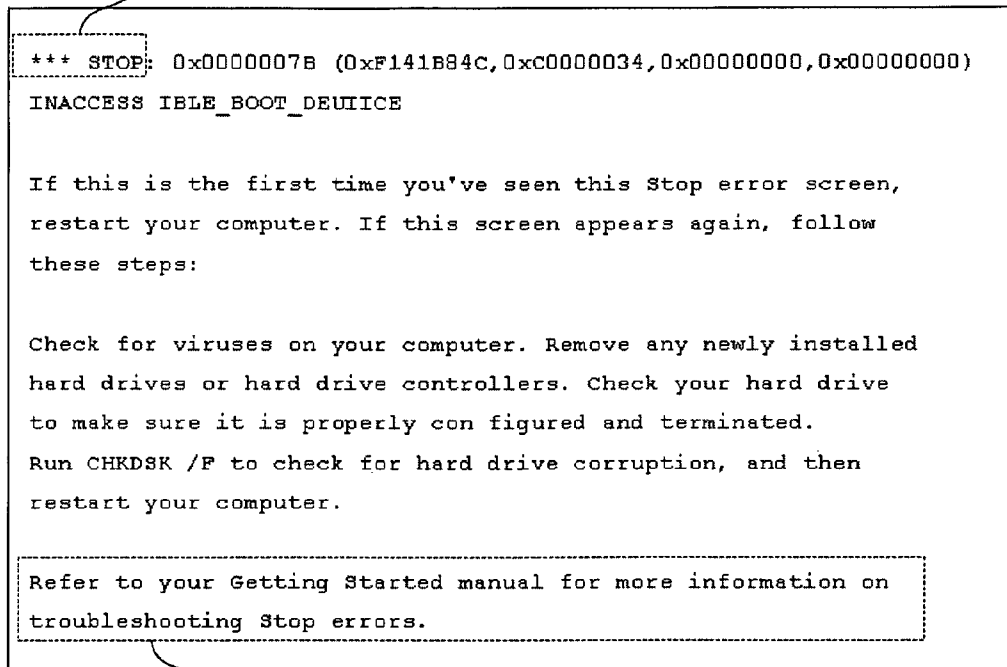 *** STOP: 0x0000007B (0xF141B84C,0xC0000034,0x00000000,0x00000000)
INACCESS IBLE_BOOT_DEUIICE
If this is the first time you've seen this Stop error screen,
restart your computer. If this screen appears again, follow
these steps:
Check for viruses on your computer. Remove any newly installed
hard drives or hard drive controllers. Check your hard drive
to make sure it is properly con figured and terminated.
Run CHKDSK /F to check for hard drive corruption, and then
restart your computer.
Refer to your Getting Started manual for more information on
troubleshooting Stop errors.